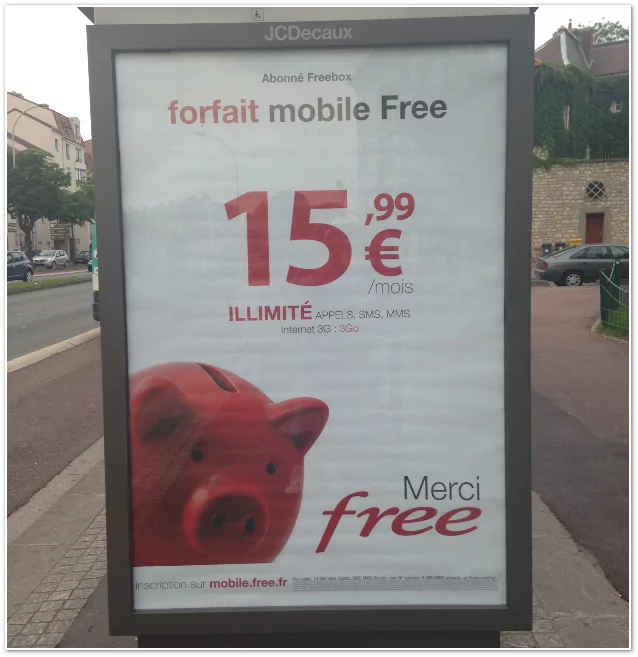 JCDecaux
Abonné Freebox
forfait mobile Free
15,99
€
/mois
ILLIMITÉ APPELS, SMS, MMS
Internet 3G : 3Go
Merci
free
inscription sur mobile.free.fr